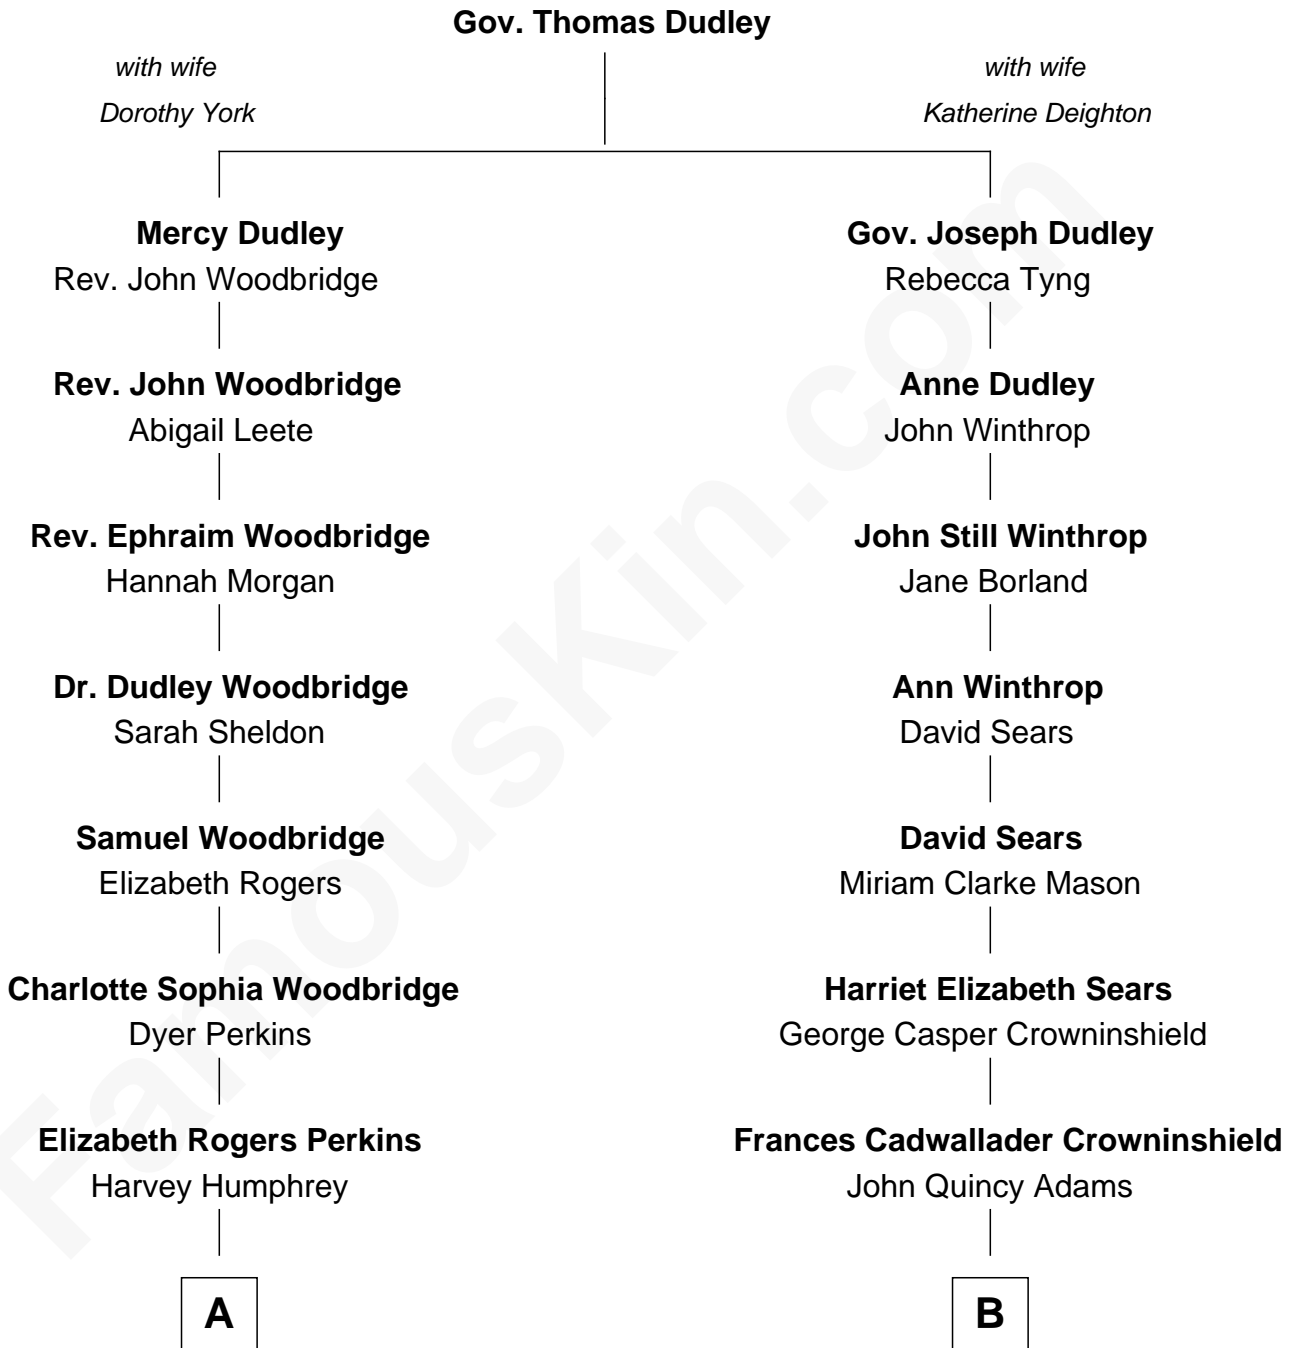 Gov. Thomas Dudley
with wife
Dorothy York
with wife
Katherine Deighton
Mercy Dudley
Rev. John Woodbridge
Gov. Joseph Dudley
Rebecca Tyng
Rev. John Woodbridge
Abigail Leete
Anne Dudley
John Winthrop
Rev. Ephraim Woodbridge
Hannah Morgan
John Still Winthrop
Jane Borland
Dr. Dudley Woodbridge
Sarah Sheldon
Ann Winthrop
David Sears
Samuel Woodbridge
Elizabeth Rogers
David Sears
Miriam Clarke Mason
Charlotte Sophia Woodbridge
Dyer Perkins
Harriet Elizabeth Sears
George Casper Crowninshield
Elizabeth Rogers Perkins
Harvey Humphrey
Frances Cadwallader Crowninshield
John Quincy Adams
A
B
FamousKin.com